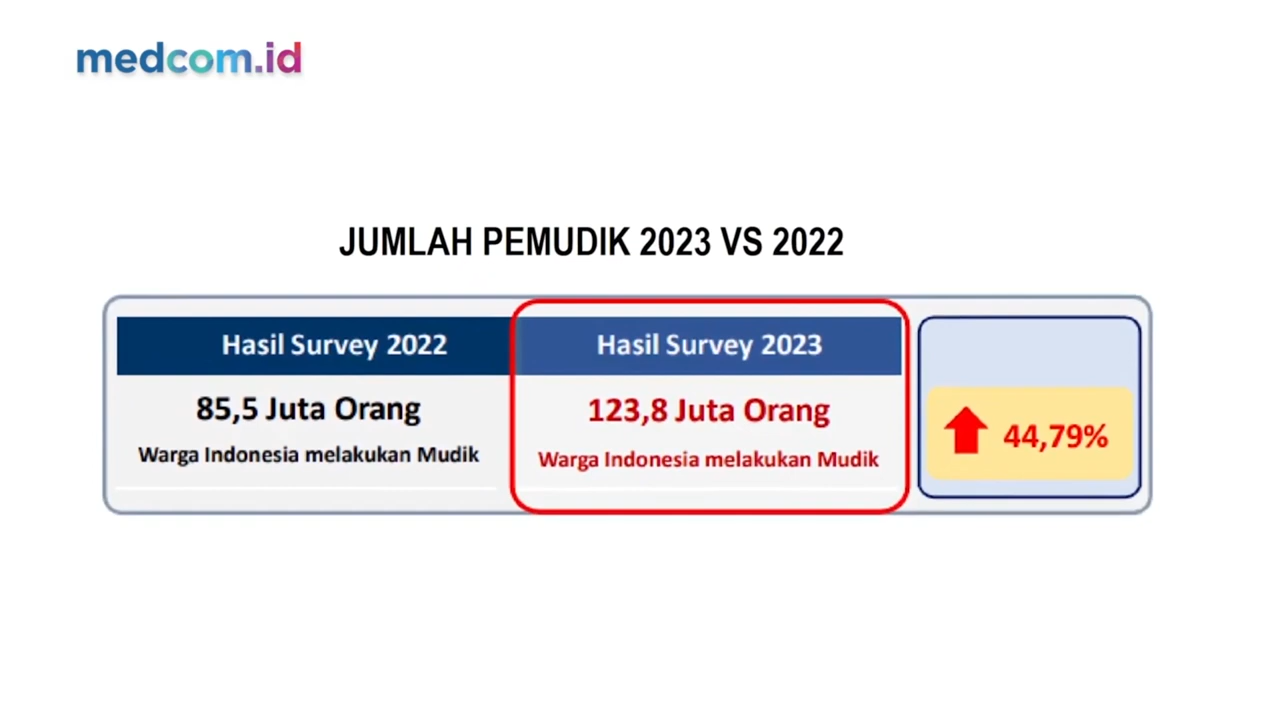 medcom.id
JUMLAH PEMUDIK 2023 VS 2022
Hasil Survey 2022
85,5 Juta Orang
Warga Indonesia melakukan Mudik
Hasil Survey 2023
123,8 Juta Orang
Warga Indonesia melakukan Mudik
44,79%